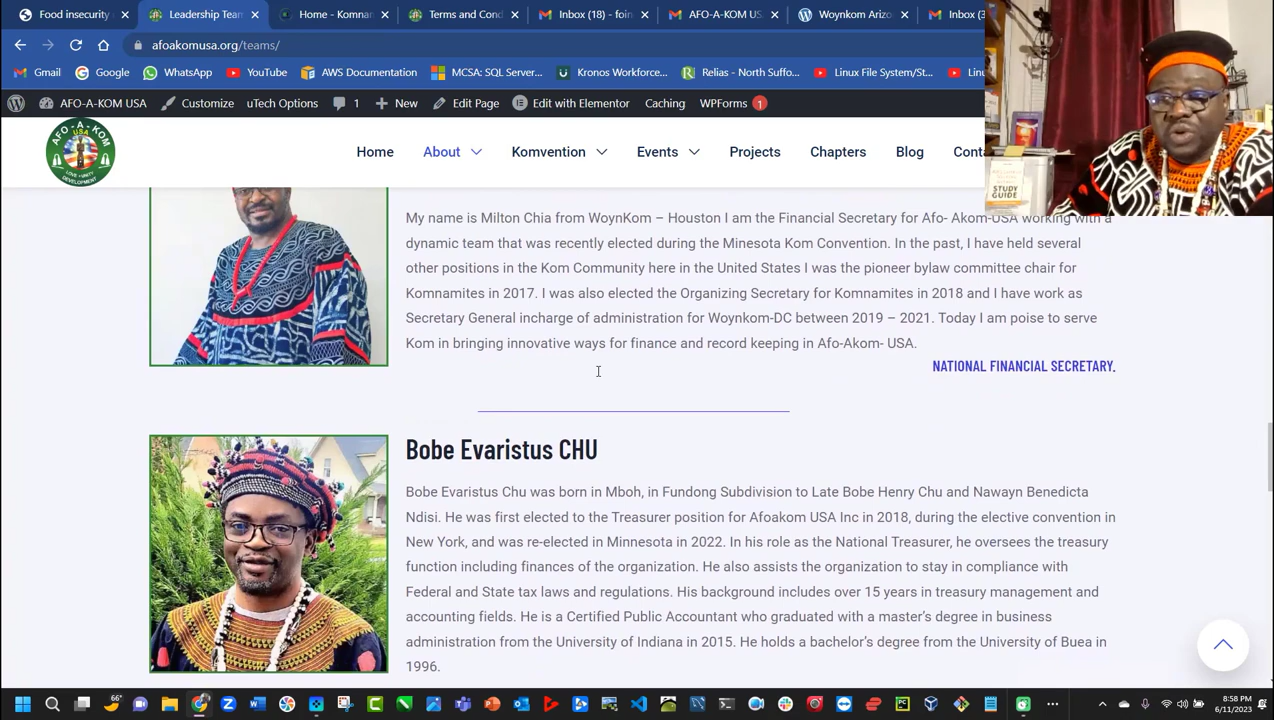 Food insecurity
Leadership Tean
Home - Komnan
Terms and Cond
Inbox (18) - foin
AFO-A-KOM US.
Woynkom Arizo
Inbox (3
afoakomusa.org/teams/
Gmail
Google
WhatsApp
YouTube
AWS Documentation
MCSA: SQL Server...
Kronos Workforce...
Relias - North Suffo...
Linux File System/St...
Linu
AFO-A-KOM USA
Customize
uTech Options
1
New
Edit Page
Edit with Elementor
Caching
WPForms 1
AFO - A - KOM
USA
LOVE UNITY
DEVELOPMENT
Home
About
Komvention
Events
Projects
Chapters
Blog
Conta
STUDY
GUIDE
My name is Milton Chia from WoynKom – Houston I am the Financial Secretary for Afo- Akom-USA working with a
dynamic team that was recently elected during the Minesota Kom Convention. In the past, I have held several
other positions in the Kom Community here in the United States I was the pioneer bylaw committee chair for
Komnamites in 2017. I was also elected the Organizing Secretary for Komnamites in 2018 and I have work as
Secretary General incharge of administration for Woynkom-DC between 2019 – 2021. Today I am poise to serve
Kom in bringing innovative ways for finance and record keeping in Afo-Akom- USA.
NATIONAL FINANCIAL SECRETARY.
Bobe Evaristus CHU
Bobe Evaristus Chu was born in Mboh, in Fundong Subdivision to Late Bobe Henry Chu and Nawayn Benedicta
Ndisi. He was first elected to the Treasurer position for Afoakom USA Inc in 2018, during the elective convention in
New York, and was re-elected in Minnesota in 2022. In his role as the National Treasurer, he oversees the treasury
function including finances of the organization. He also assists the organization to stay in compliance with
Federal and State tax laws and regulations. His background includes over 15 years in treasury management and
accounting fields. He is a Certified Public Accountant who graduated with a master's degree in business
administration from the University of Indiana in 2015. He holds a bachelor's degree from the University of Buea in
1996.
66°
8:58 PM
6/11/2023